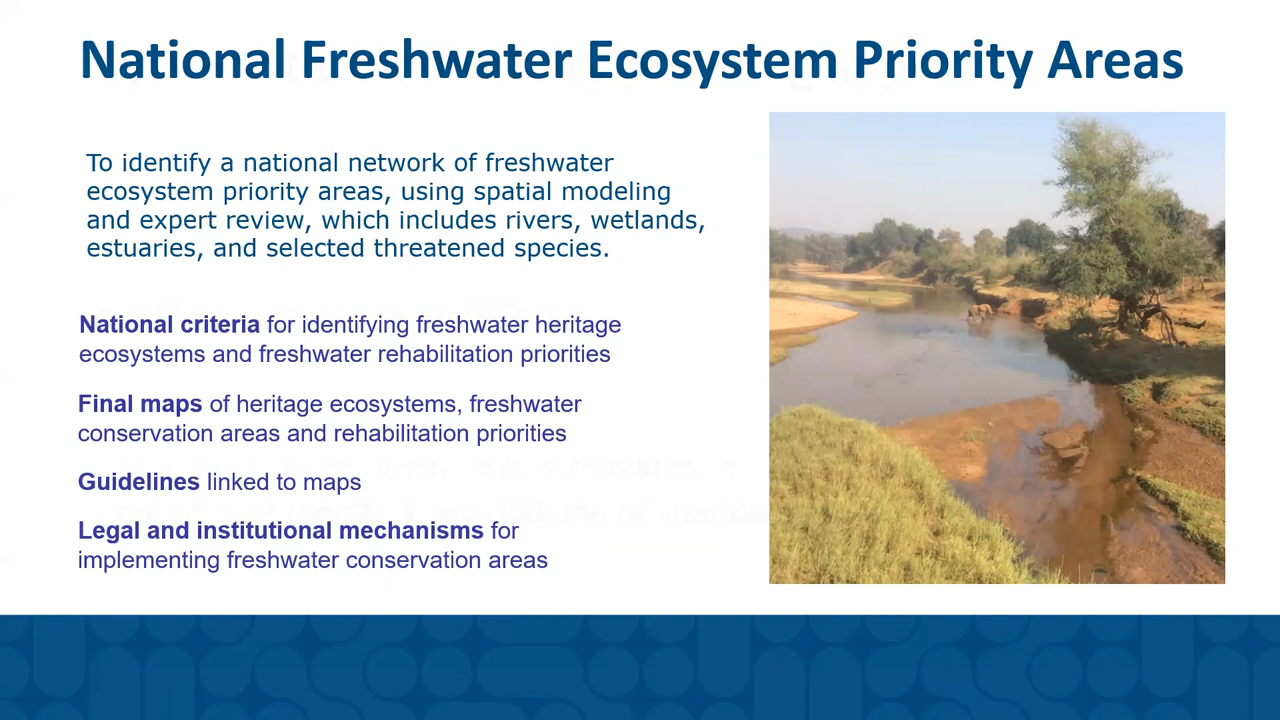 National Freshwater Ecosystem Priority Areas
To identify a national network of freshwater
ecosystem priority areas, using spatial modeling
and expert review, which includes rivers, wetlands,
estuaries, and selected threatened species.
National criteria for identifying freshwater heritage
ecosystems and freshwater rehabilitation priorities
Final maps of heritage ecosystems, freshwater
conservation areas and rehabilitation priorities
Guidelines linked to maps
Legal and institutional mechanisms for
implementing freshwater conservation areas